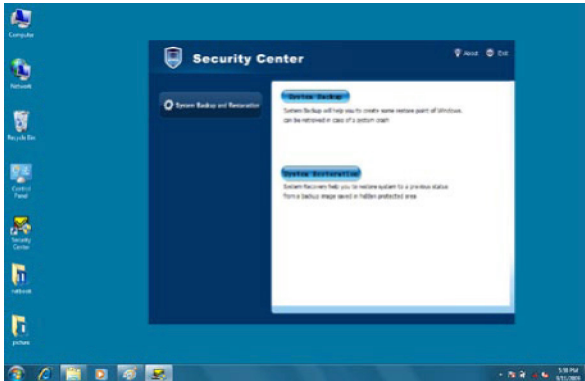 Computer
Network
Recycle Bin
Control
Panel
Security
Center
netbook
picture
Security Center
About
Exit
System Backup and Restoration
System Backup
System Backup will help you to create some restore point of Windows,
can be retrieved in case of a system crash
System Restoration
System Recovery help you to restore system to a previous status
from a backup image saved in hidden protected area